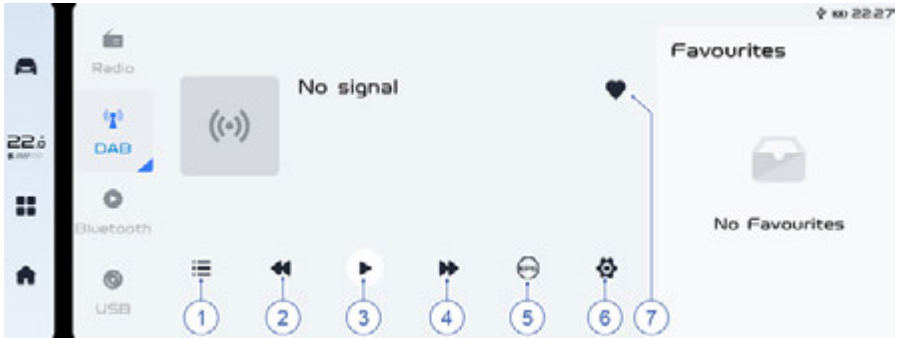 22:27
Radio
No signal
Favourites
DAB
22.0
Bluetooth
No Favourites
USB
1
2
3
4
5
6
7